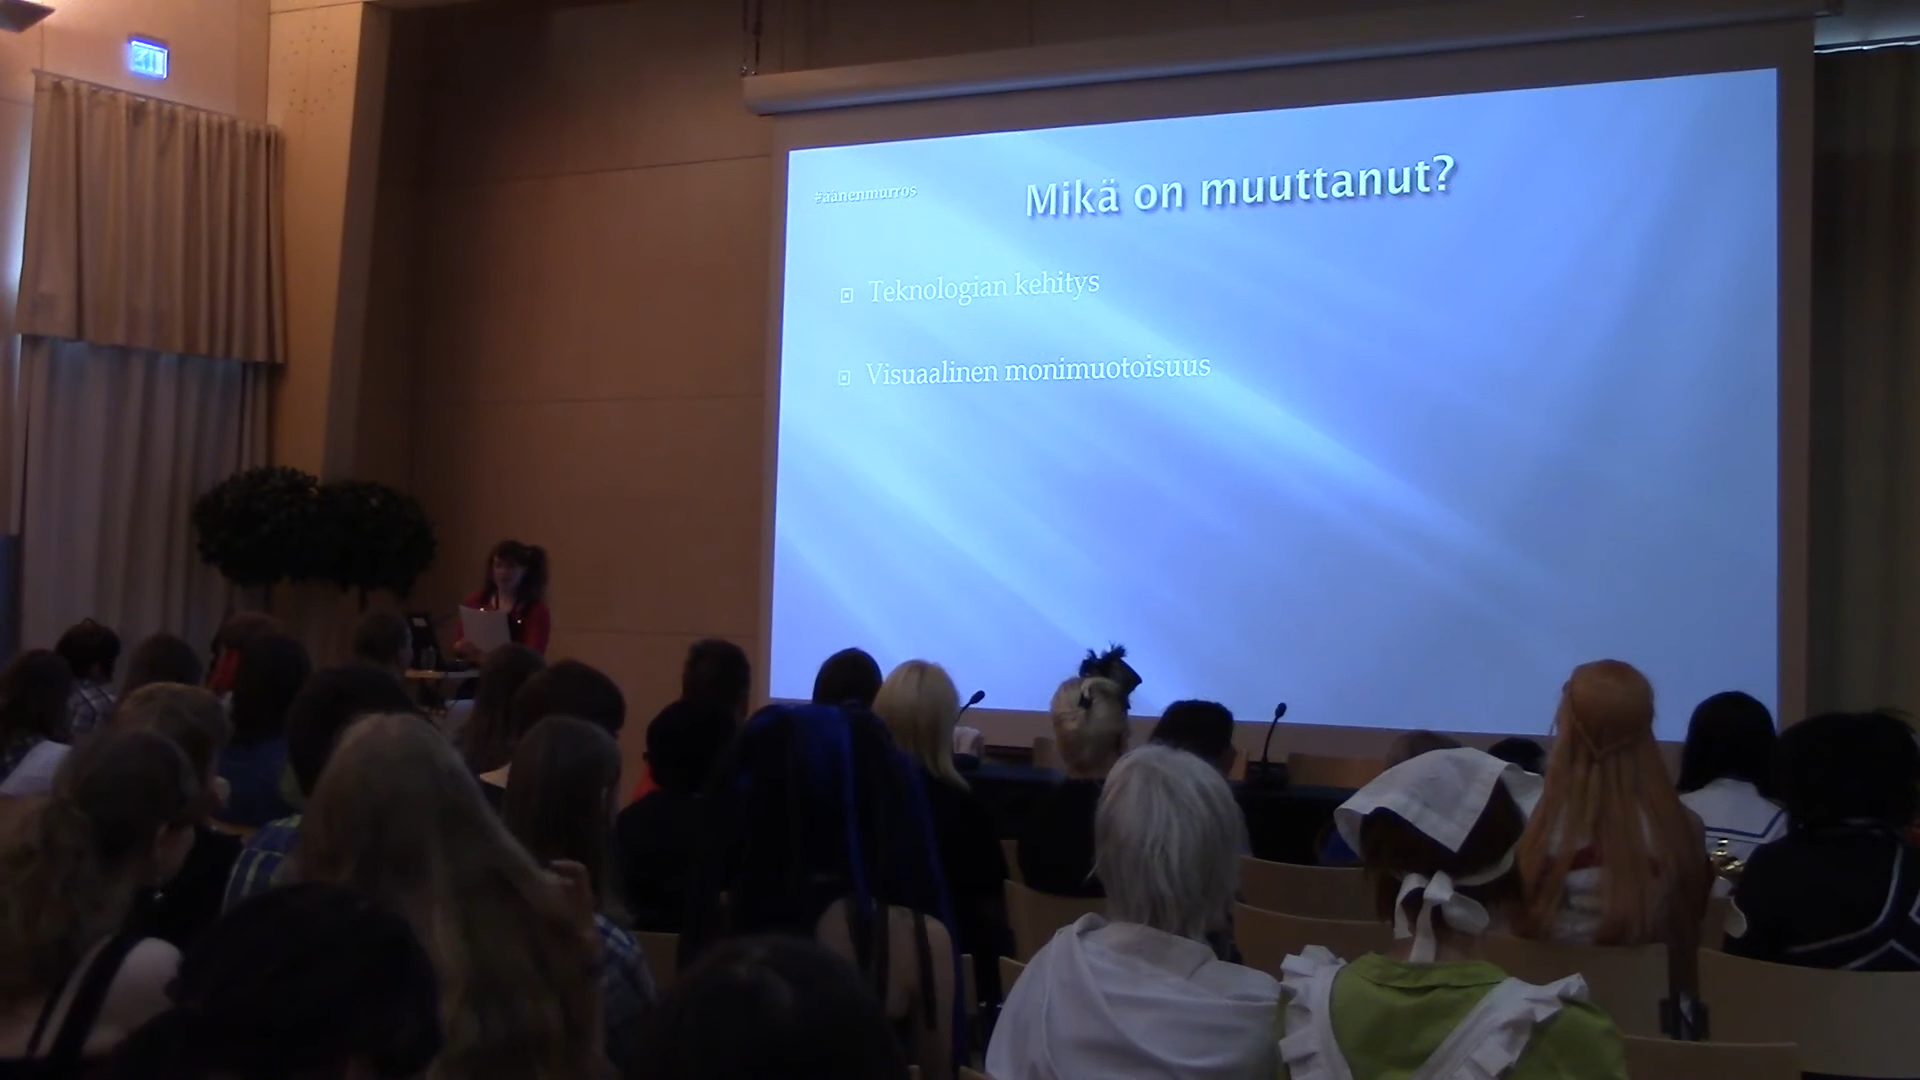 #äänenmurros
Mikä on muuttanut?
Teknologian kehitys
Visuaalinen monimuotoisuus